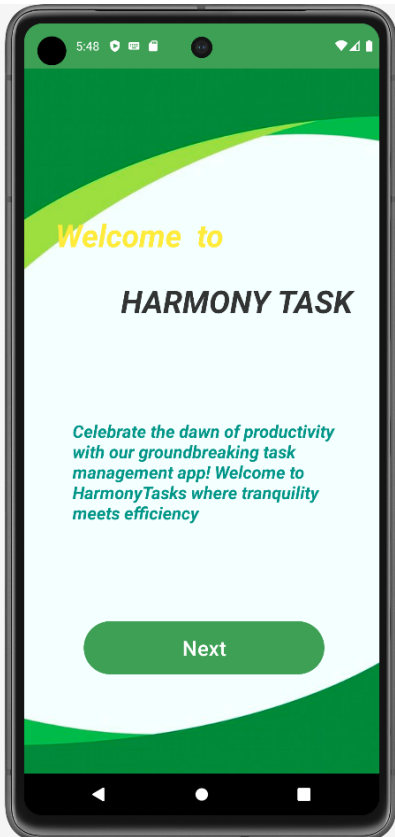 5:48
Welcome to
HARMONY TASK
Celebrate the dawn of productivity
with our groundbreaking task
management app! Welcome to
HarmonyTasks where tranquility
meets efficiency
Next